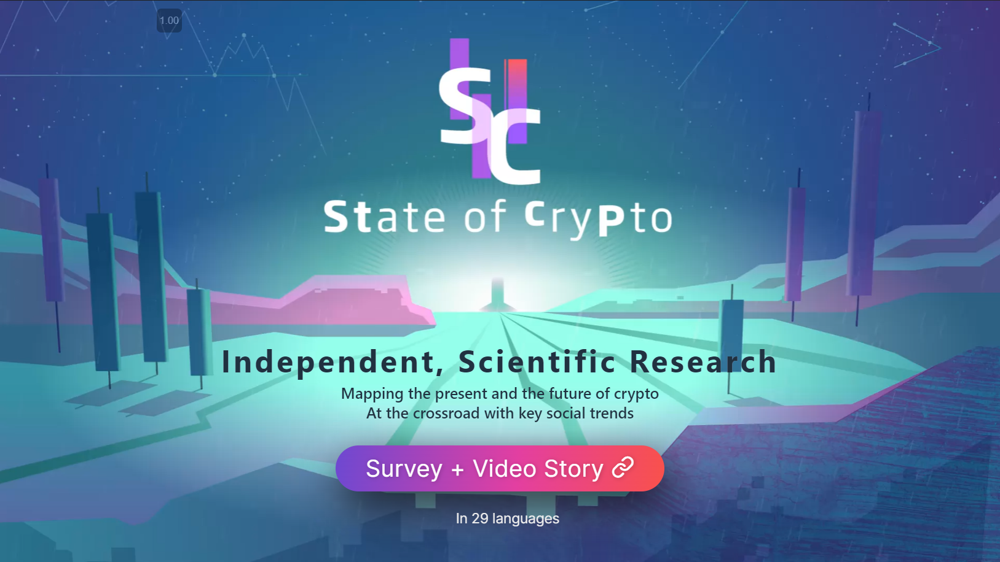 1.00
SC
State of CryPto
Independent, Scientific Research
Mapping the present and the future of crypto
At the crossroad with key social trends
Survey + Video Story
In 29 languages